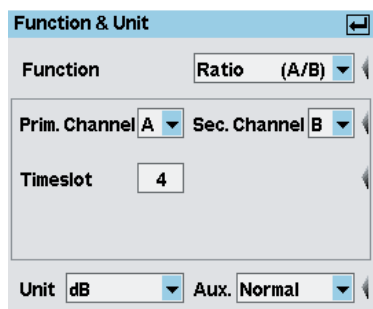 Function & Unit
Function Ratio (A/B)
Prim. Channel A Sec. Channel B
Timeslot 4
Unit dB Aux. Normal